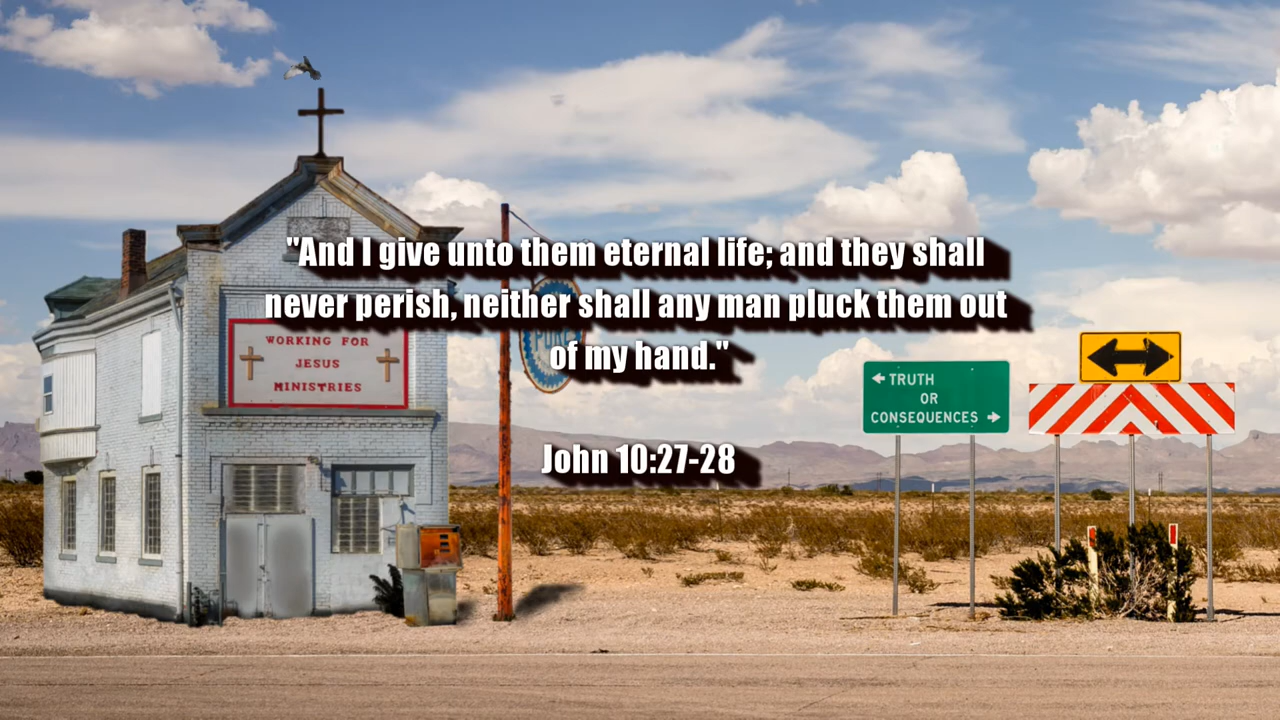 "And I give unto them eternal life; and they shall
never perish, neither shall any man pluck them out
of my hand."
John 10:27-28
WORKING FOR
JESUS
MINISTRIES
PURE
← TRUTH
OR
CONSEQUENCES →